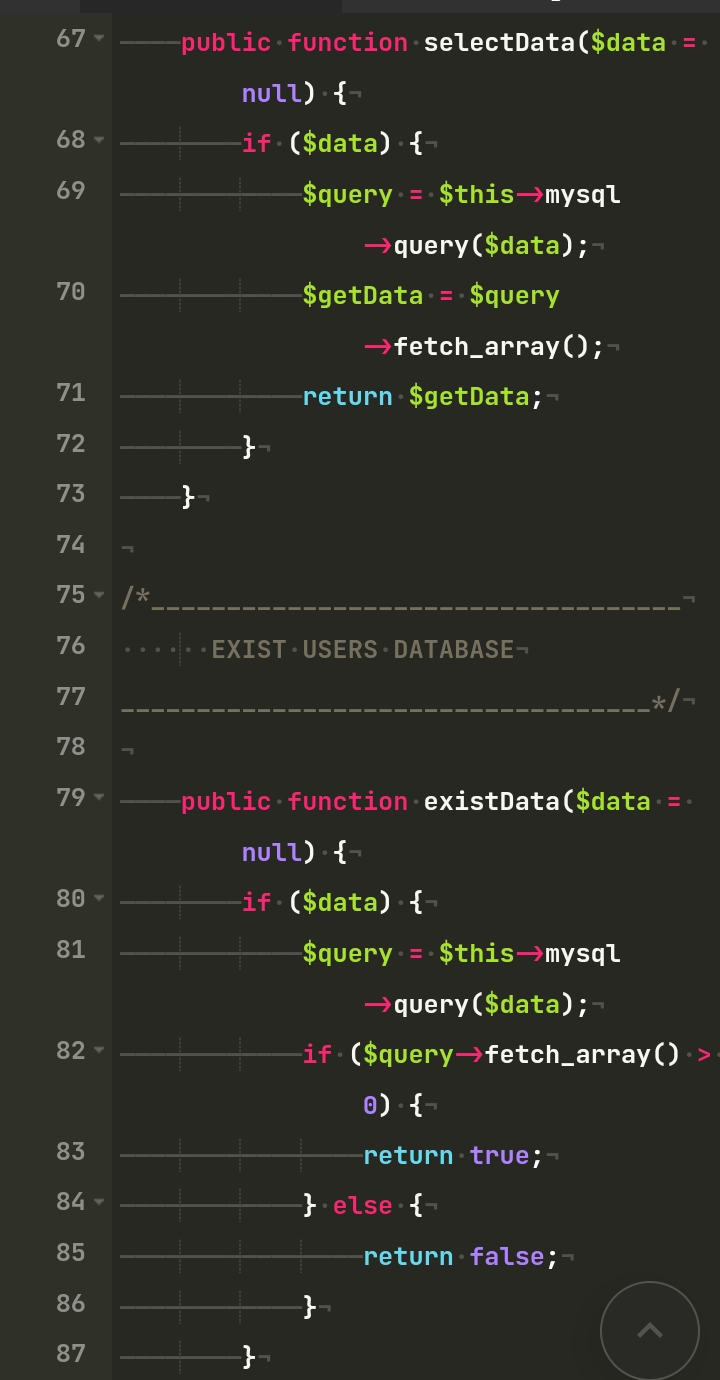 67 public function selectData($data =
null) {¬
68 if ($data) {¬
69 $query = $this->mysql
->query($data);¬
70 $getData = $query
->fetch_array();¬
71 return $getData;¬
72 }¬
73 }¬
74 ¬
75 /*___________________________________¬
76 ······EXIST·USERS·DATABASE¬
77 ___________________________________*/¬
78 ¬
79 public function existData($data =
null) {¬
80 if ($data) {¬
81 $query = $this->mysql
->query($data);¬
82 if ($query->fetch_array() >
0) {¬
83 return true;¬
84 } else {¬
85 return false;¬
86 }¬
87 }¬